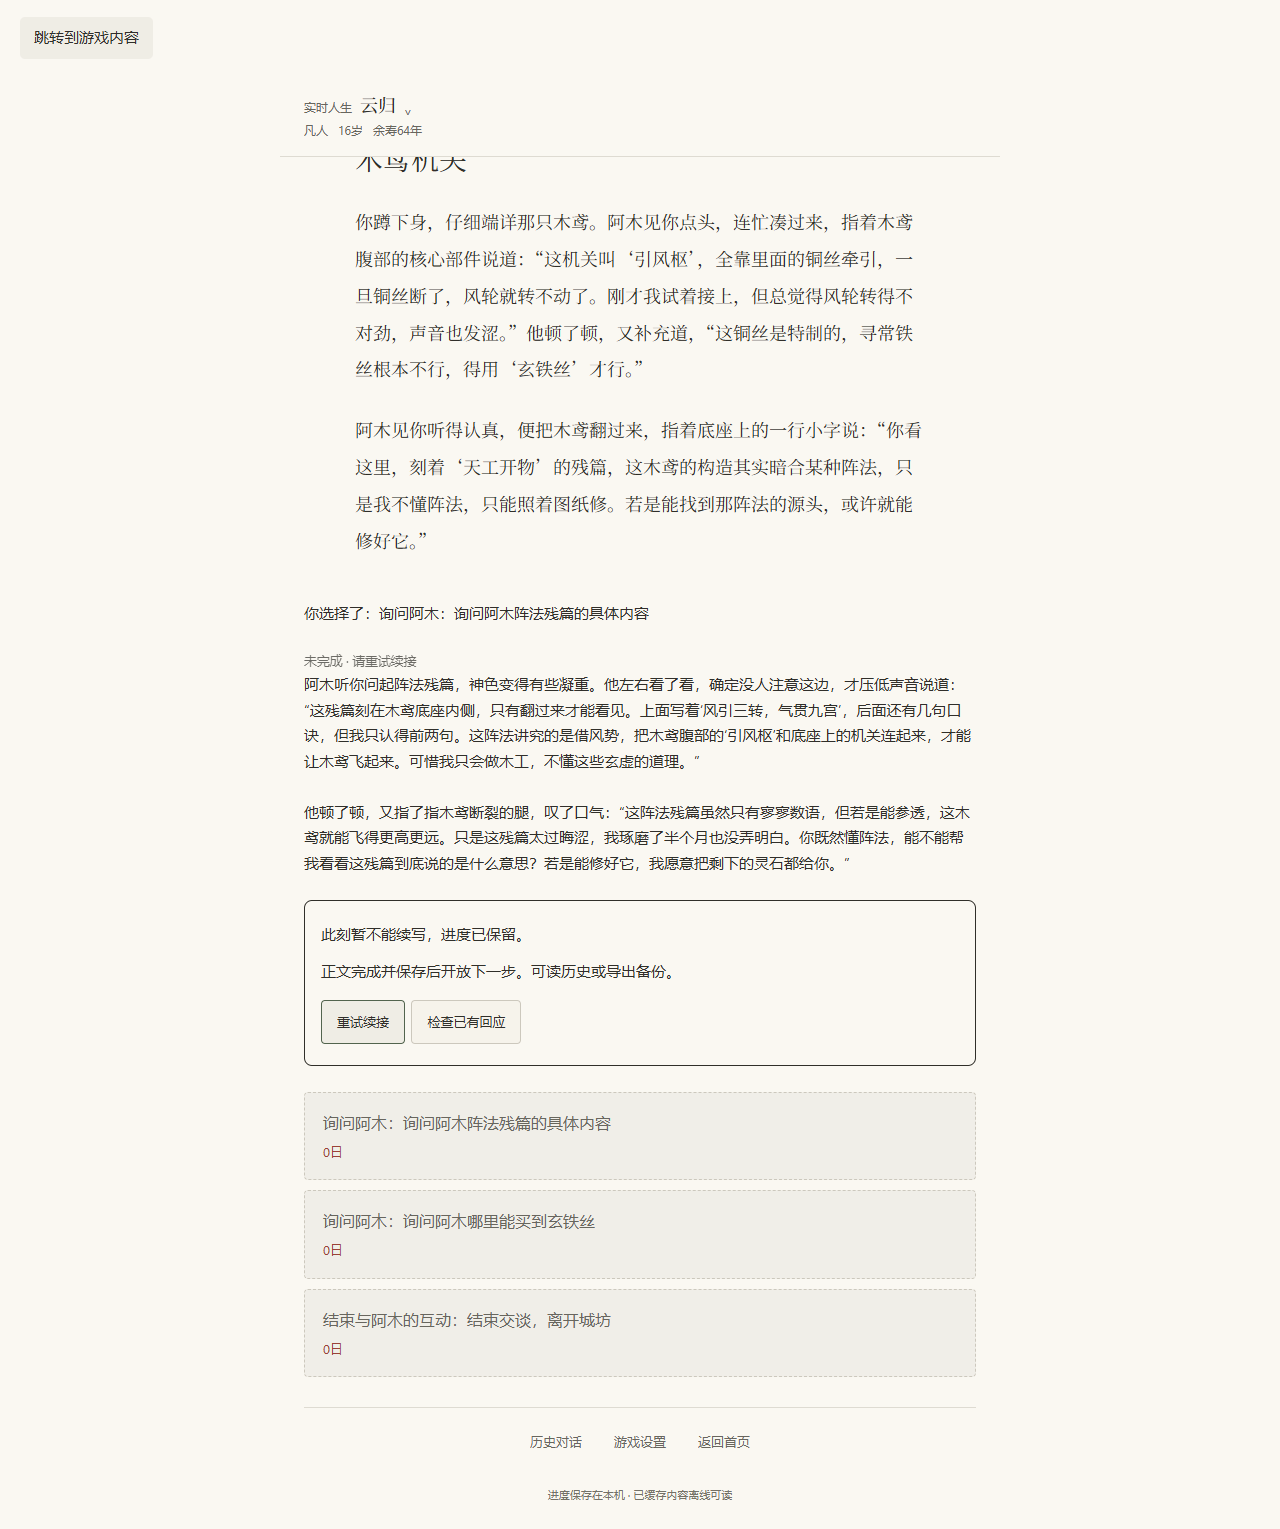 跳转到游戏内容
实时人生 云归 ∨
凡人 16岁 余寿64年
木鸢机关
你蹲下身，仔细端详那只木鸢。阿木见你点头，连忙凑过来，指着木鸢
腹部的核心部件说道：“这机关叫‘引风枢’，全靠里面的铜丝牵引，一
旦铜丝断了，风轮就转不动了。刚才我试着接上，但总觉得风轮转得不
对劲，声音也发涩。”他顿了顿，又补充道，“这铜丝是特制的，寻常铁
丝根本不行，得用‘玄铁丝’才行。”
阿木见你听得认真，便把木鸢翻过来，指着底座上的一行小字说：“你看
这里，刻着‘天工开物’的残篇，这木鸢的构造其实暗合某种阵法，只
是我不懂阵法，只能照着图纸修。若是能找到那阵法的源头，或许就能
修好它。”
你选择了：询问阿木：询问阿木阵法残篇的具体内容
未完成 · 请重试续接
阿木听你问起阵法残篇，神色变得有些凝重。他左右看了看，确定没人注意这边，才压低声音说道：
“这残篇刻在木鸢底座内侧，只有翻过来才能看见。上面写着‘风引三转，气贯九宫’，后面还有几句口
诀，但我只认得前两句。这阵法讲究的是借风势，把木鸢腹部的‘引风枢’和底座上的机关连起来，才能
让木鸢飞起来。可惜我只会做木工，不懂这些玄虚的道理。”
他顿了顿，又指了指木鸢断裂的腿，叹了口气：“这阵法残篇虽然只有寥寥数语，但若是能参透，这木
鸢就能飞得更高更远。只是这残篇太过晦涩，我琢磨了半个月也没弄明白。你既然懂阵法，能不能帮
我看看这残篇到底说的是什么意思？若是能修好它，我愿意把剩下的灵石都给你。”
此刻暂不能续写，进度已保留。
正文完成并保存后开放下一步。可读历史或导出备份。
重试续接 检查已有回应
询问阿木：询问阿木阵法残篇的具体内容
0日
询问阿木：询问阿木哪里能买到玄铁丝
0日
结束与阿木的互动：结束交谈，离开城坊
0日
历史对话 游戏设置 返回首页
进度保存在本机 · 已缓存内容离线可读